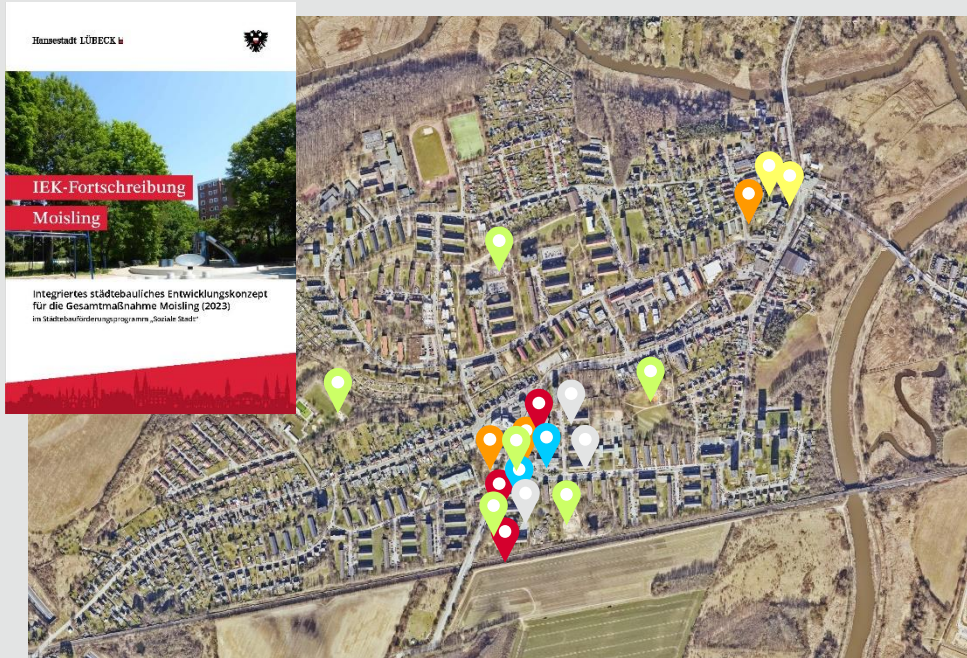 Hansestadt LÜBECK
IEK-Fortschreibung
Moisling
Integriertes städtebauliches Entwicklungskonzept
für die Gesamtmaßnahme Moisling (2023)
im Städtebauförderungsprogramm „Soziale Stadt“